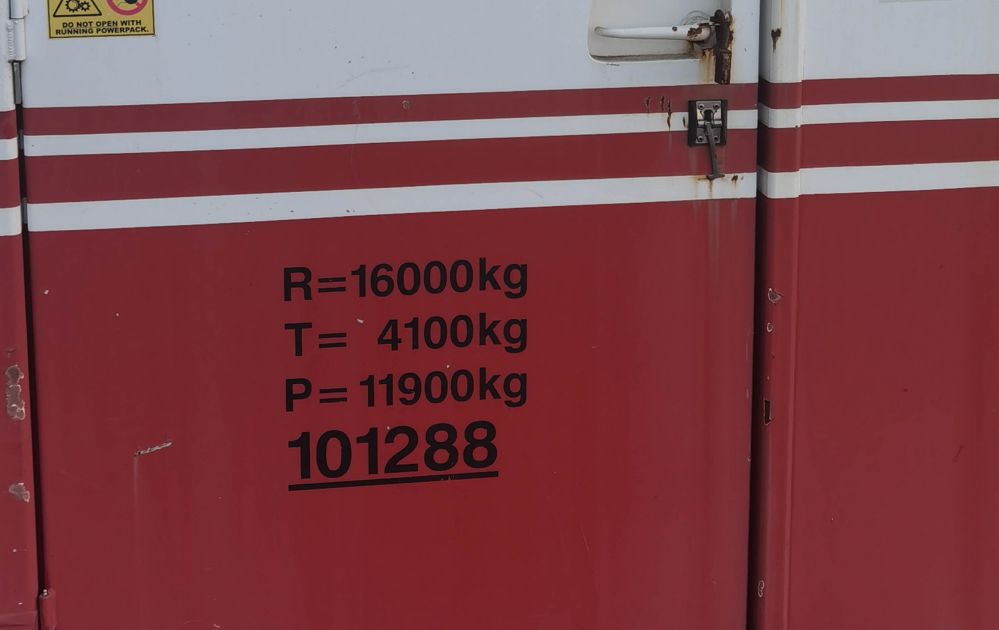 DO NOT OPEN WITH
RUNNING POWERPACK.
R=16000kg
T= 4100kg
P=11900kg
101288